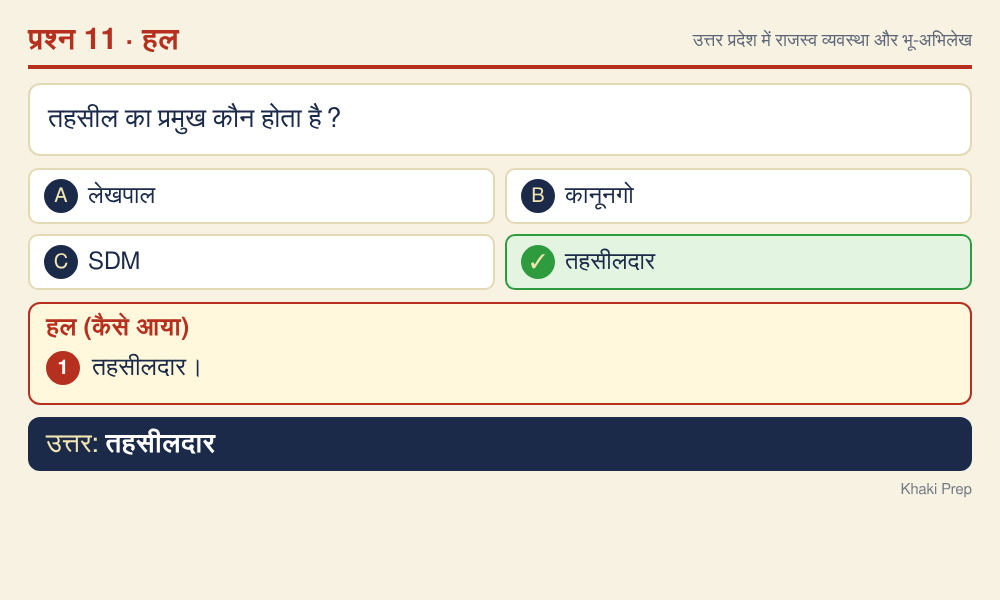 प्रश्न 11 · हल
उत्तर प्रदेश में राजस्व व्यवस्था और भू-अभिलेख
तहसील का प्रमुख कौन होता है ?
A लेखपाल
B कानूनगो
C SDM
✓ तहसीलदार
हल (कैसे आया)
1 तहसीलदार ।
उत्तर: तहसीलदार
Khaki Prep